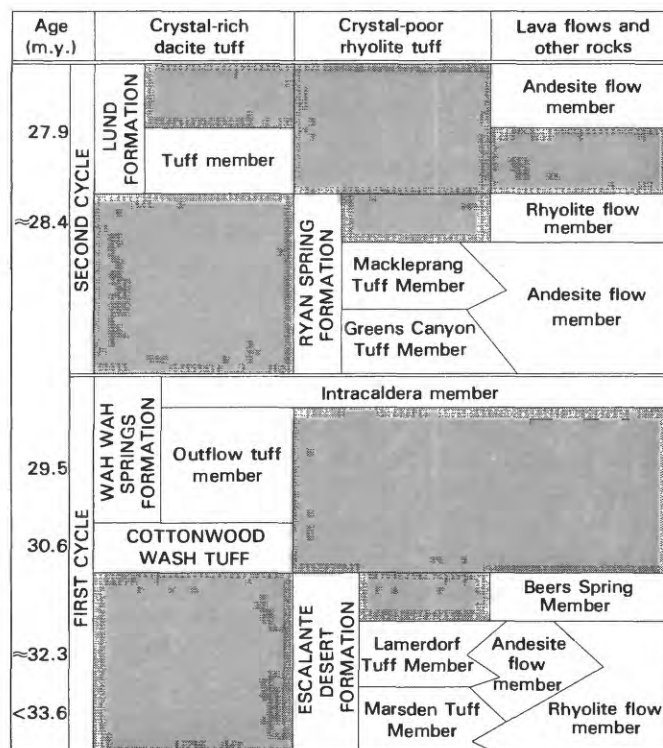 Age
(m.y.)
Crystal-rich
dacite tuff
Crystal-poor
rhyolite tuff
Lava flows and
other rocks
SECOND CYCLE
LUND
FORMATION
Andesite flow
member
27.9
Tuff member
≈28.4
RYAN SPRING
FORMATION
Rhyolite flow
member
Mackleprang
Tuff Member
Andesite flow
member
Greens Canyon
Tuff Member
FIRST CYCLE
WAH WAH
SPRINGS
FORMATION
Intracaldera member
29.5
Outflow tuff
member
30.6
COTTONWOOD
WASH TUFF
ESCALANTE
DESERT
FORMATION
Beers Spring
Member
≈32.3
Lamerdorf
Tuff Member
Andesite
flow
member
<33.6
Marsden Tuff
Member
Rhyolite flow
member